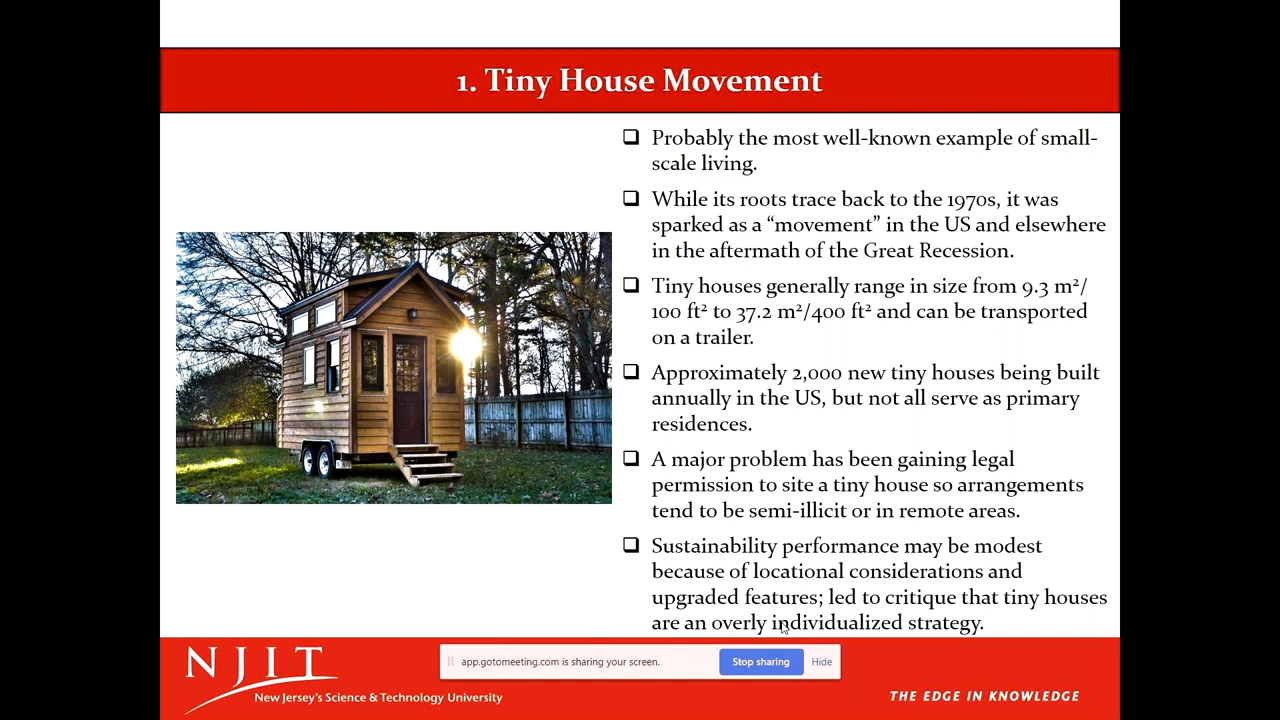 1. Tiny House Movement
Probably the most well-known example of small-
scale living.
While its roots trace back to the 1970s, it was
sparked as a “movement” in the US and elsewhere
in the aftermath of the Great Recession.
Tiny houses generally range in size from 9.3 m²/
100 ft² to 37.2 m²/400 ft² and can be transported
on a trailer.
Approximately 2,000 new tiny houses being built
annually in the US, but not all serve as primary
residences.
A major problem has been gaining legal
permission to site a tiny house so arrangements
tend to be semi-illicit or in remote areas.
Sustainability performance may be modest
because of locational considerations and
upgraded features; led to critique that tiny houses
are an overly individualized strategy.
NJIT
New Jersey's Science & Technology University
app.gotomeeting.com is sharing your screen.
Stop sharing
Hide
THE EDGE IN KNOWLEDGE